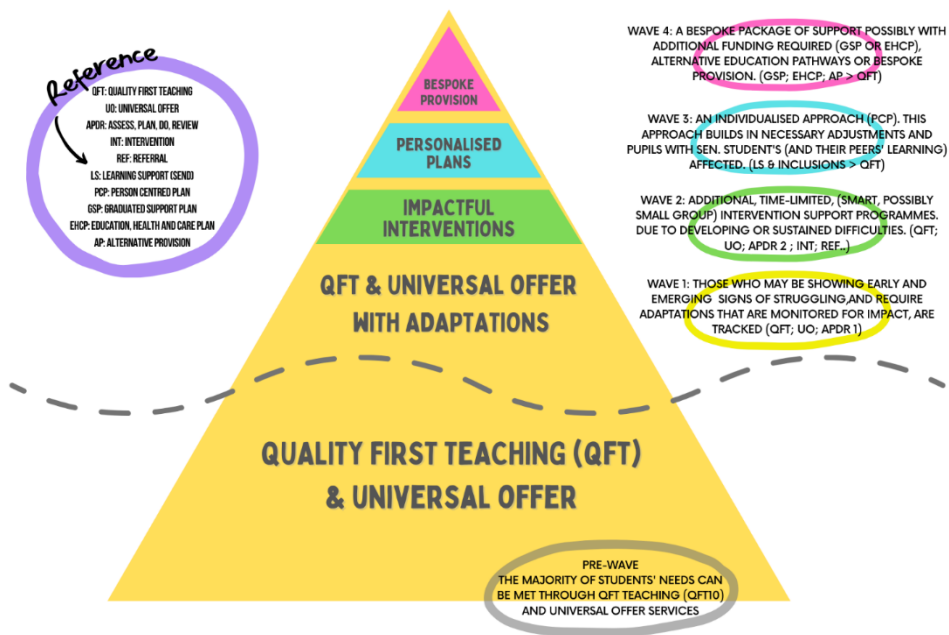 Reference
QFT: QUALITY FIRST TEACHING
UO: UNIVERSAL OFFER
APDR: ASSESS, PLAN, DO, REVIEW
INT: INTERVENTION
REF: REFERRAL
LS: LEARNING SUPPORT (SEND)
PCP: PERSON CENTRED PLAN
GSP: GRADUATED SUPPORT PLAN
EHCP: EDUCATION, HEALTH AND CARE PLAN
AP: ALTERNATIVE PROVISION
BESPOKE
PROVISION
PERSONALISED
PLANS
IMPACTFUL
INTERVENTIONS
QFT & UNIVERSAL OFFER
WITH ADAPTATIONS
QUALITY FIRST TEACHING (QFT)
& UNIVERSAL OFFER
WAVE 4: A BESPOKE PACKAGE OF SUPPORT POSSIBLY WITH
ADDITIONAL FUNDING REQUIRED (GSP OR EHCP),
ALTERNATIVE EDUCATION PATHWAYS OR BESPOKE
PROVISION. (GSP; EHCP; AP > QFT)
WAVE 3: AN INDIVIDUALISED APPROACH (PCP). THIS
APPROACH BUILDS IN NECESSARY ADJUSTMENTS AND
PUPILS WITH SEN. STUDENT'S (AND THEIR PEERS' LEARNING)
AFFECTED. (LS & INCLUSIONS > QFT)
WAVE 2: ADDITIONAL, TIME-LIMITED, (SMART, POSSIBLY
SMALL GROUP) INTERVENTION SUPPORT PROGRAMMES.
DUE TO DEVELOPING OR SUSTAINED DIFFICULTIES. (QFT;
UO; APDR 2 ; INT; REF..)
WAVE 1: THOSE WHO MAY BE SHOWING EARLY AND
EMERGING SIGNS OF STRUGGLING,AND REQUIRE
ADAPTATIONS THAT ARE MONITORED FOR IMPACT, ARE
TRACKED (QFT; UO; APDR 1)
PRE-WAVE
THE MAJORITY OF STUDENTS' NEEDS CAN
BE MET THROUGH QFT TEACHING (QFT10)
AND UNIVERSAL OFFER SERVICES